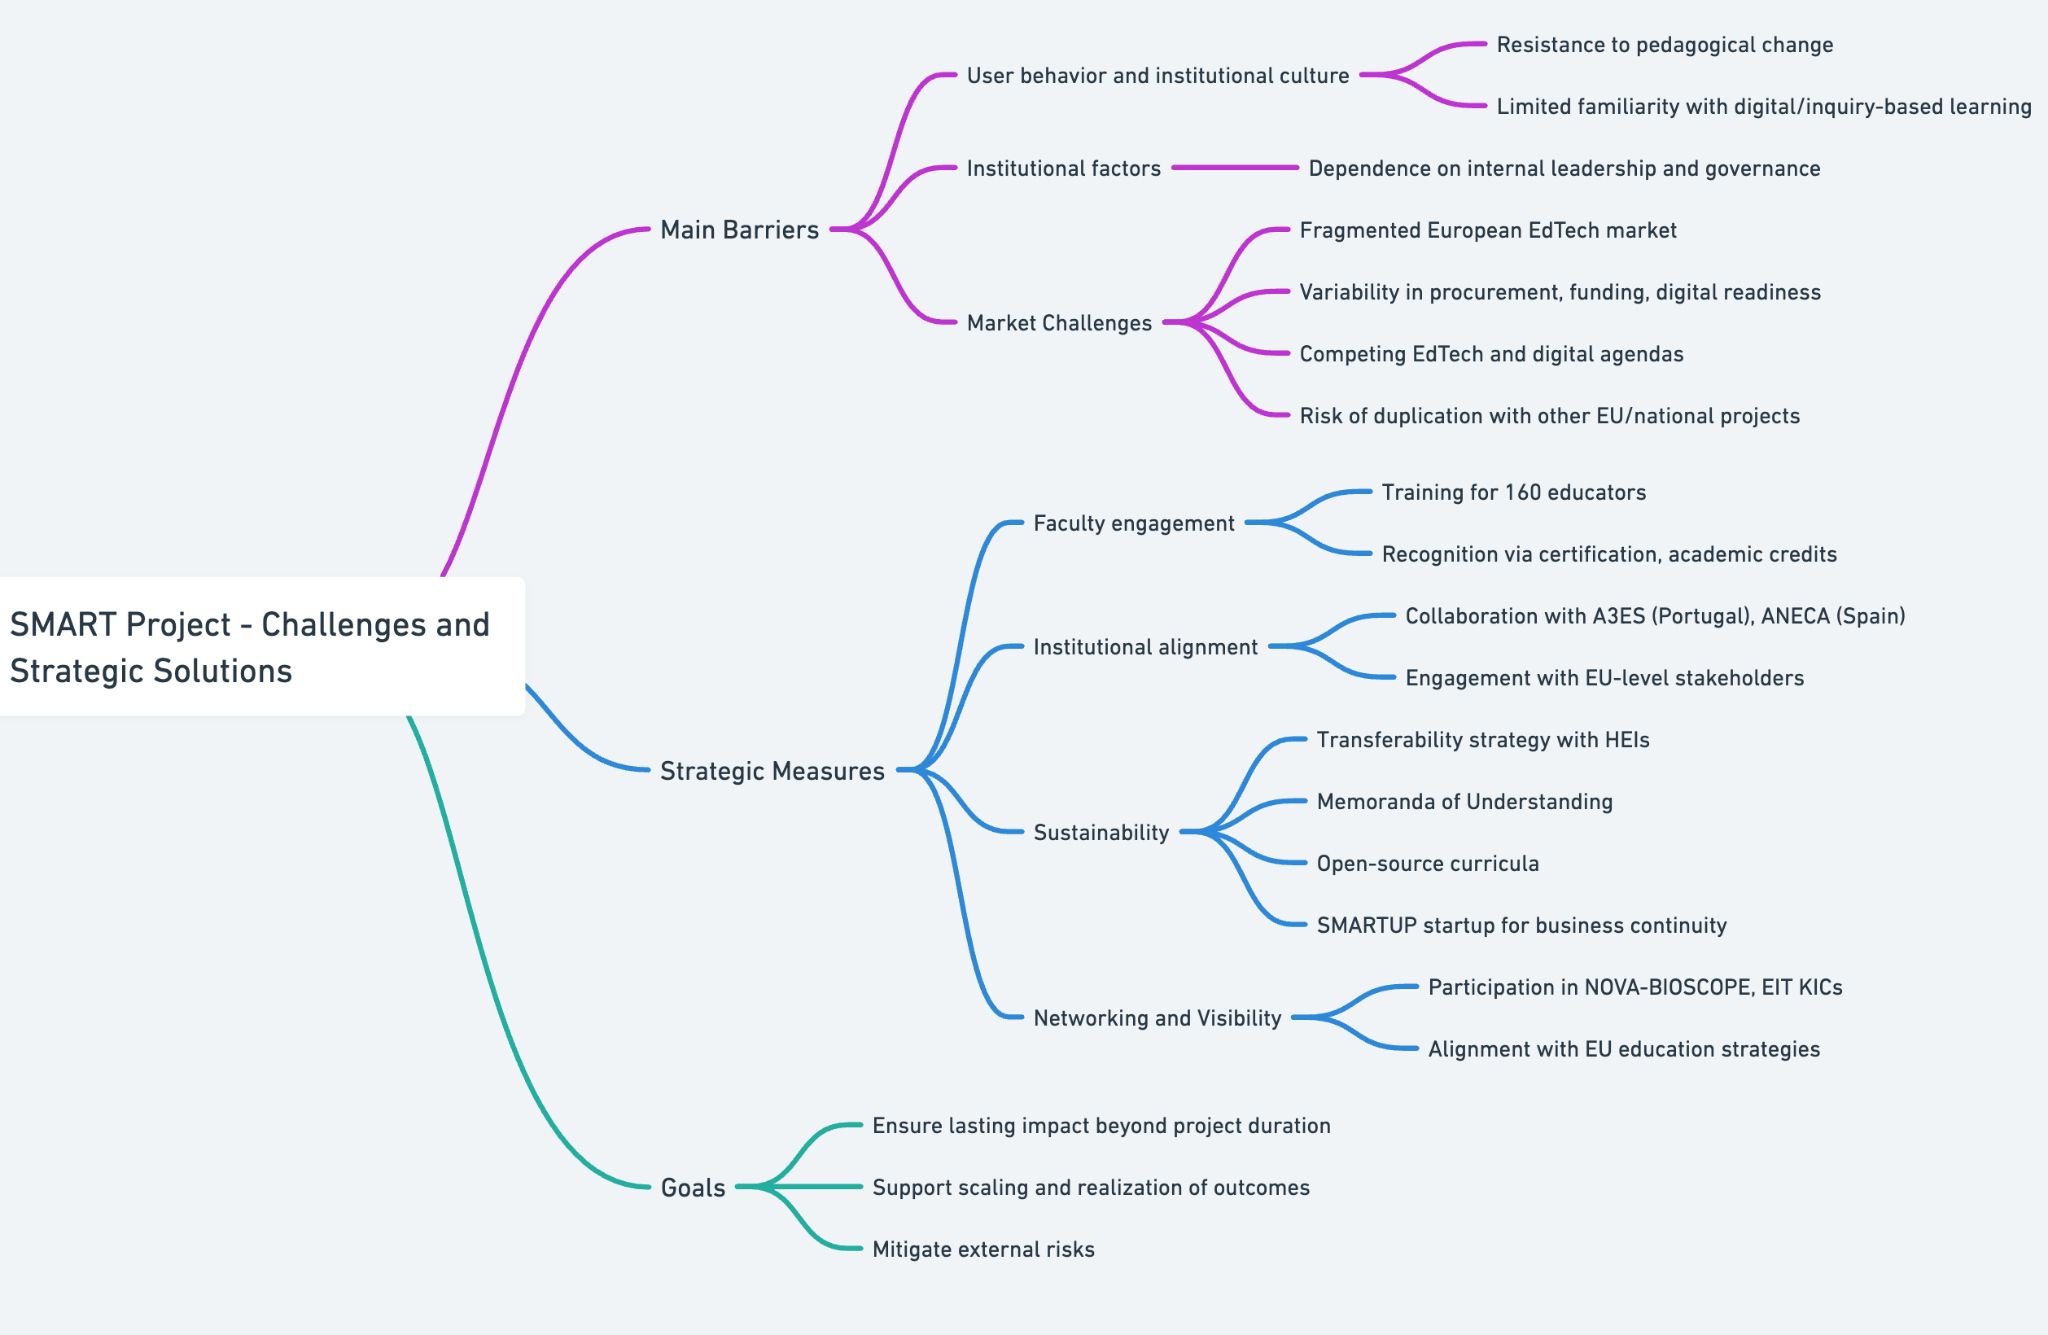 SMART Project - Challenges and
Strategic Solutions
Main Barriers
User behavior and institutional culture
Resistance to pedagogical change
Limited familiarity with digital/inquiry-based learning
Institutional factors
Dependence on internal leadership and governance
Market Challenges
Fragmented European EdTech market
Variability in procurement, funding, digital readiness
Competing EdTech and digital agendas
Risk of duplication with other EU/national projects
Strategic Measures
Faculty engagement
Training for 160 educators
Recognition via certification, academic credits
Institutional alignment
Collaboration with A3ES (Portugal), ANECA (Spain)
Engagement with EU-level stakeholders
Sustainability
Transferability strategy with HEIs
Memoranda of Understanding
Open-source curricula
SMARTUP startup for business continuity
Networking and Visibility
Participation in NOVA-BIOSCOPE, EIT KICs
Alignment with EU education strategies
Goals
Ensure lasting impact beyond project duration
Support scaling and realization of outcomes
Mitigate external risks